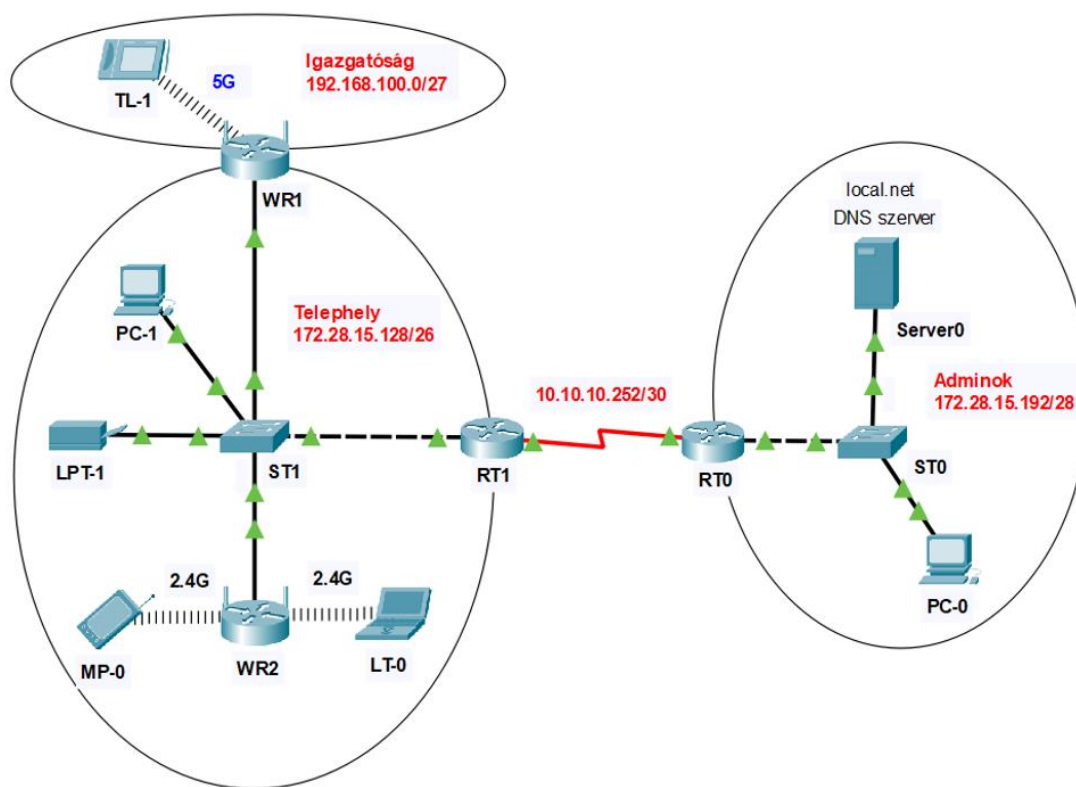 Igazgatóság
192.168.100.0/27
5G
TL-1
WR1
local.net
DNS szerver
Telephely
172.28.15.128/26
PC-1
Server0
Adminok
172.28.15.192/28
10.10.10.252/30
LPT-1
ST1
RT1
RT0
ST0
2.4G
2.4G
PC-0
MP-0
WR2
LT-0